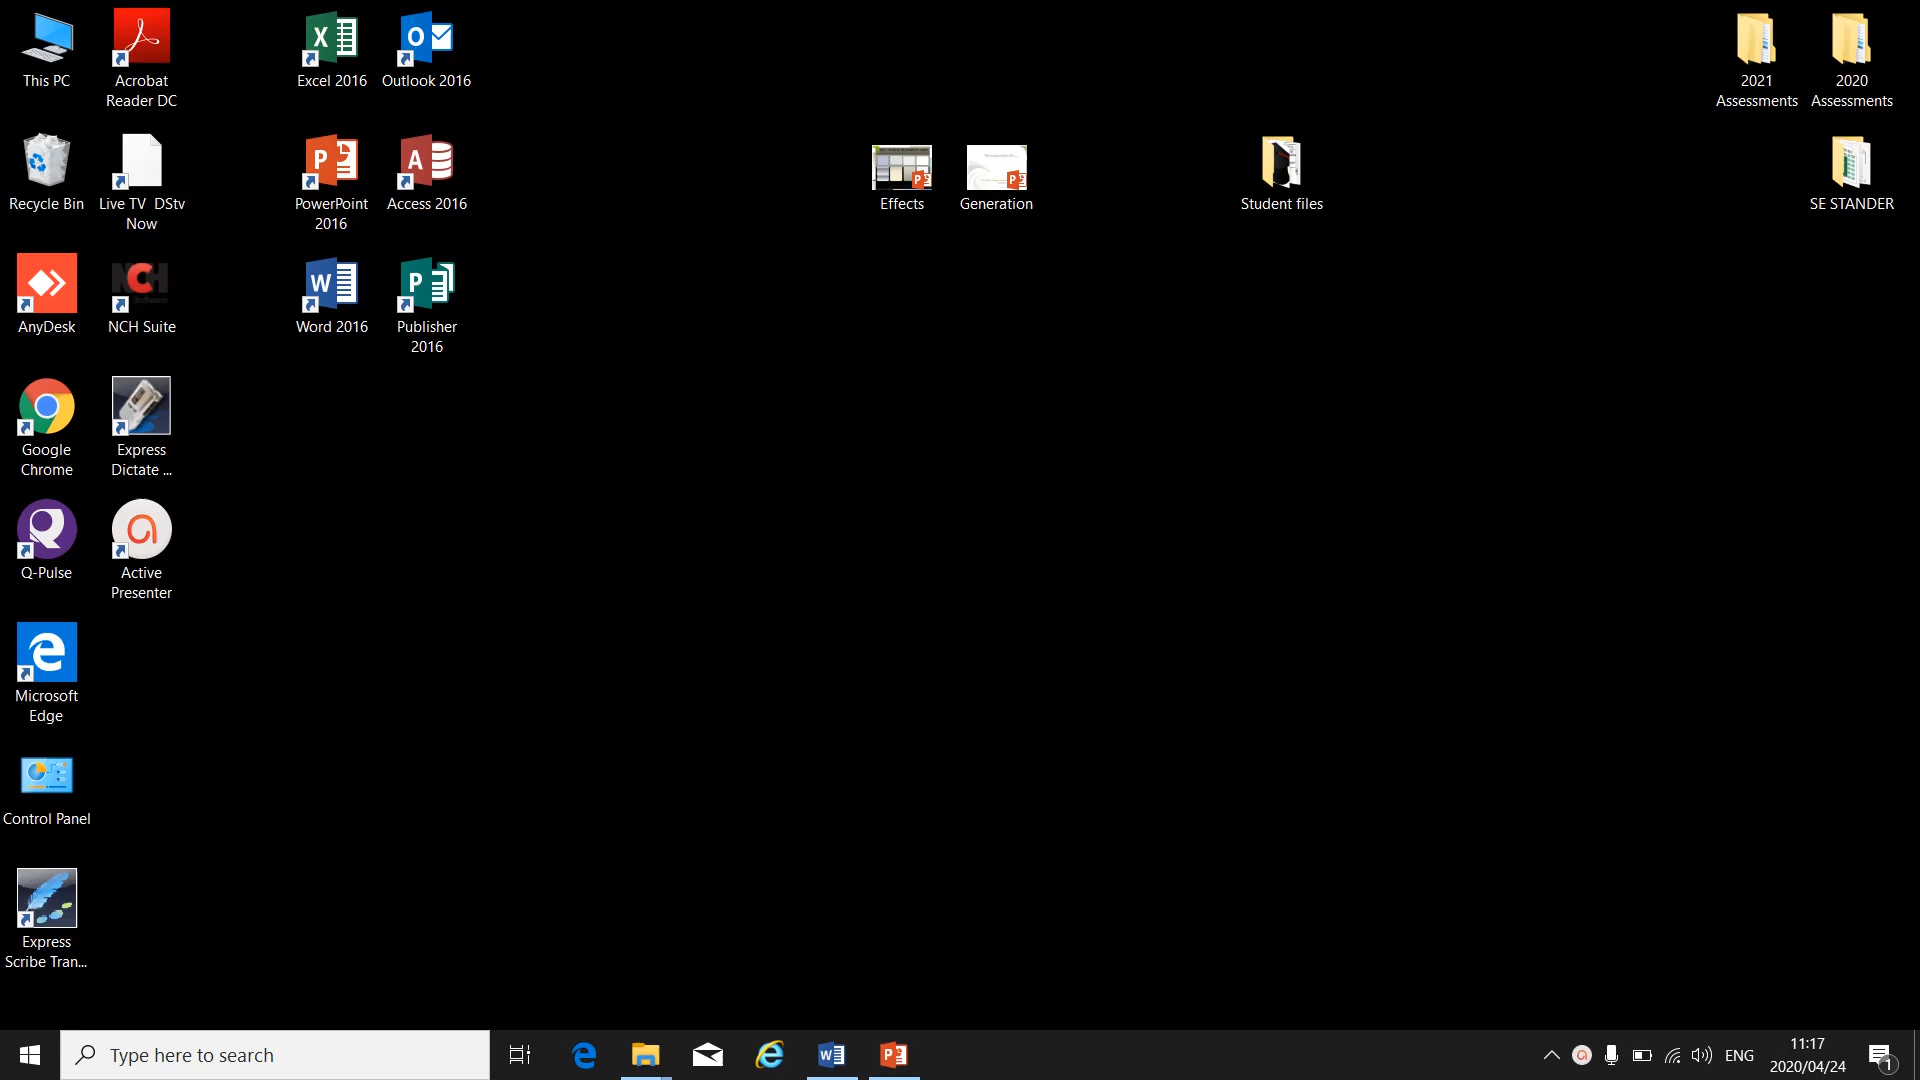 This PC
Acrobat
Reader DC
Excel 2016
Outlook 2016
2021
Assessments
2020
Assessments
Recycle Bin
Live TV DStv
Now
PowerPoint
2016
Access 2016
Effects
Generation
Student files
SE STANDER
AnyDesk
NCH Suite
Word 2016
Publisher
2016
Google
Chrome
Express
Dictate ...
Q-Pulse
Active
Presenter
Microsoft
Edge
Control Panel
Express
Scribe Tran...
Type here to search
ENG
11:17
2020/04/24
1